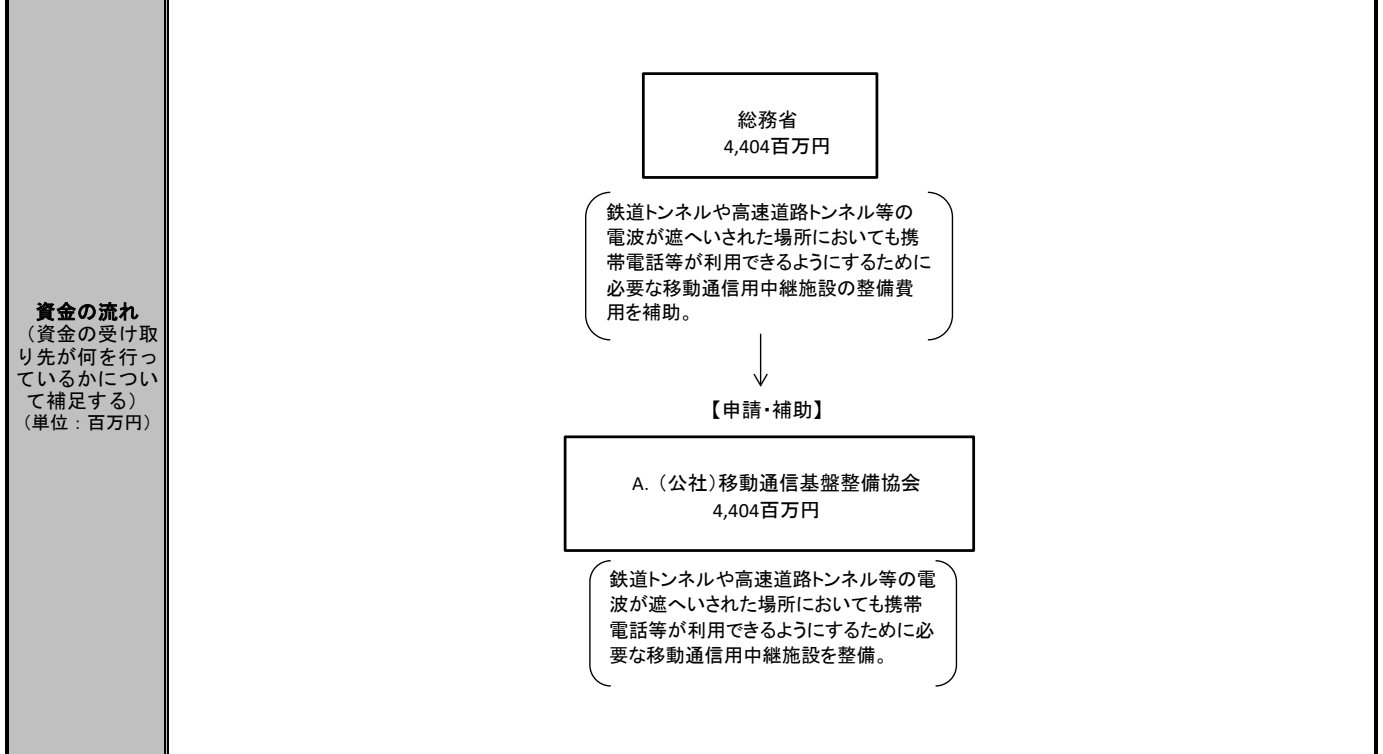 資金の流れ
（資金の受け取
り先が何を行っ
ているかについ
て補足する）
（単位：百万円）
総務省
4,404百万円
鉄道トンネルや高速道路トンネル等の
電波が遮へいされた場所においても携
帯電話等が利用できるようにするために
必要な移動通信用中継施設の整備費
用を補助。
【申請・補助】
A.（公社）移動通信基盤整備協会
4,404百万円
鉄道トンネルや高速道路トンネル等の電
波が遮へいされた場所においても携帯
電話等が利用できるようにするために必
要な移動通信用中継施設を整備。